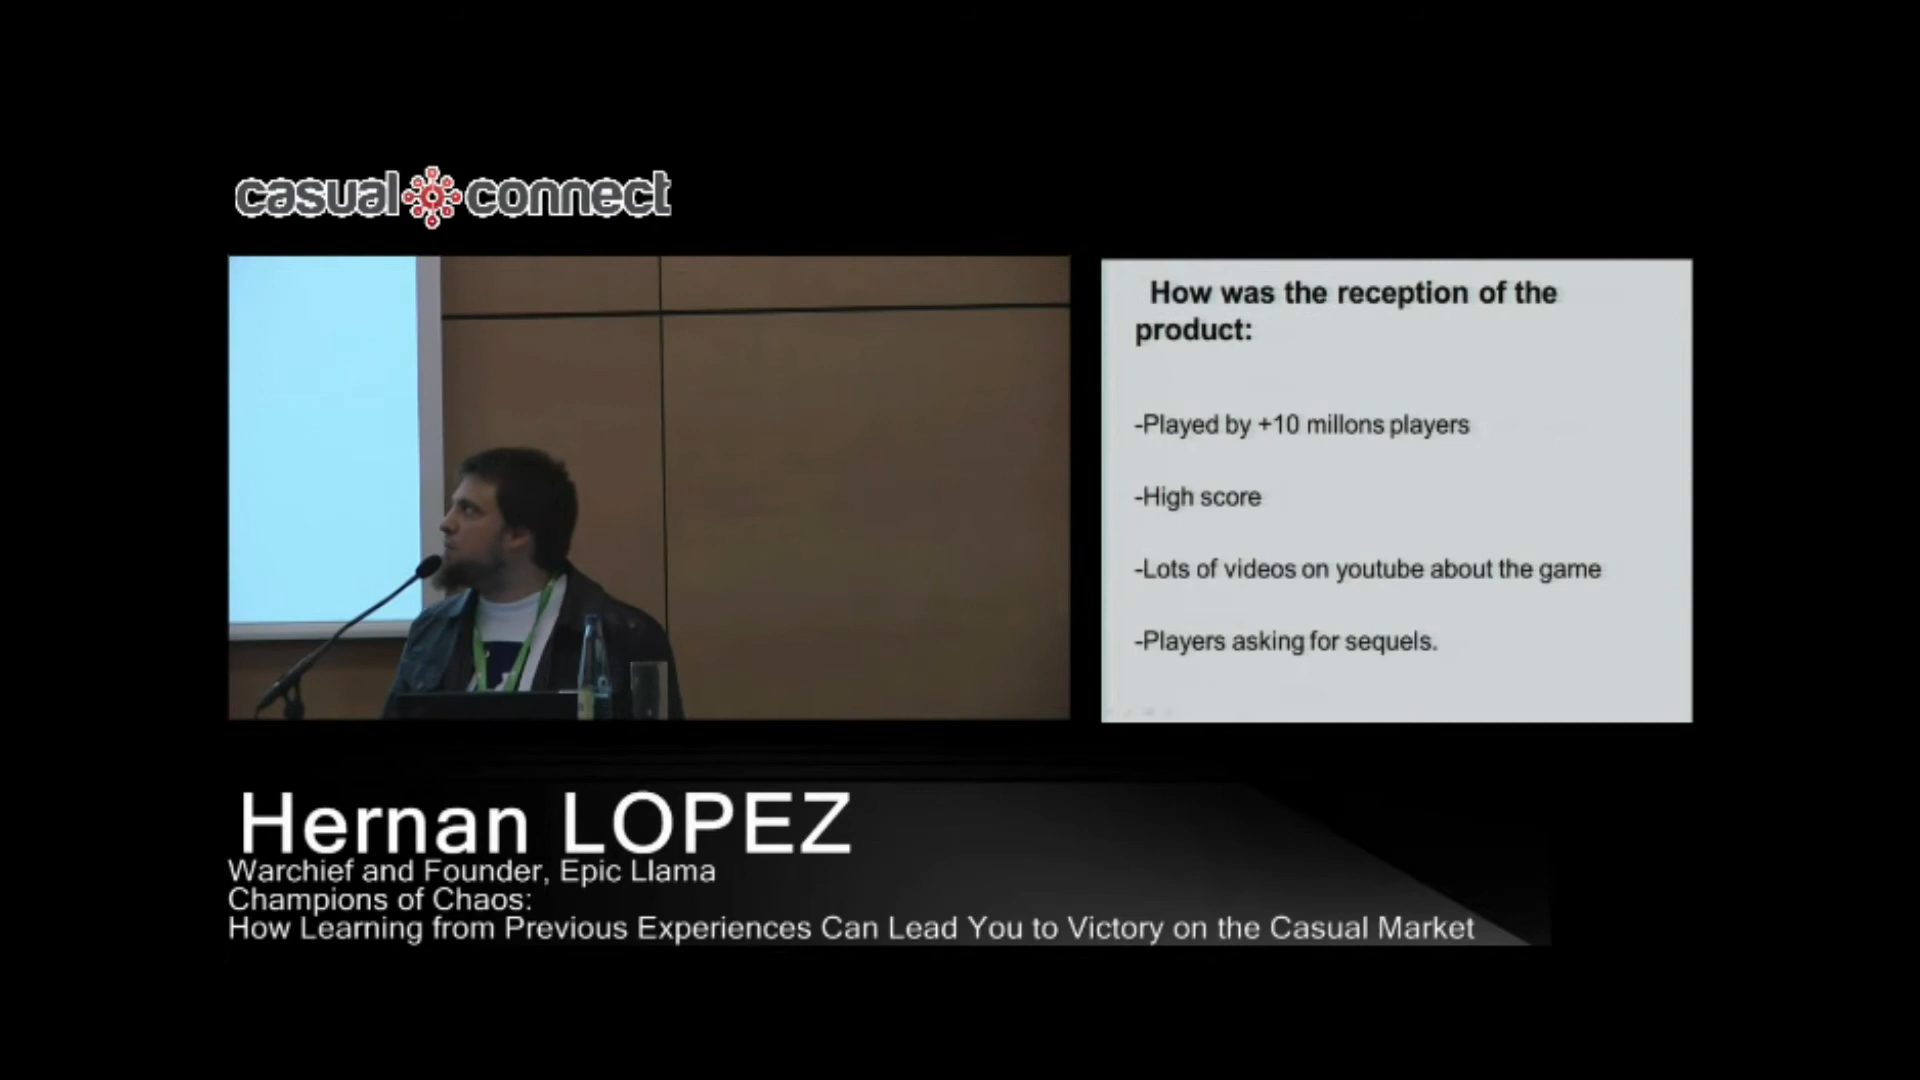 casual connect
How was the reception of the
product:
-Played by +10 millons players
-High score
-Lots of videos on youtube about the game
-Players asking for sequels.
Hernan LOPEZ
Warchief and Founder, Epic Llama
Champions of Chaos:
How Learning from Previous Experiences Can Lead You to Victory on the Casual Market